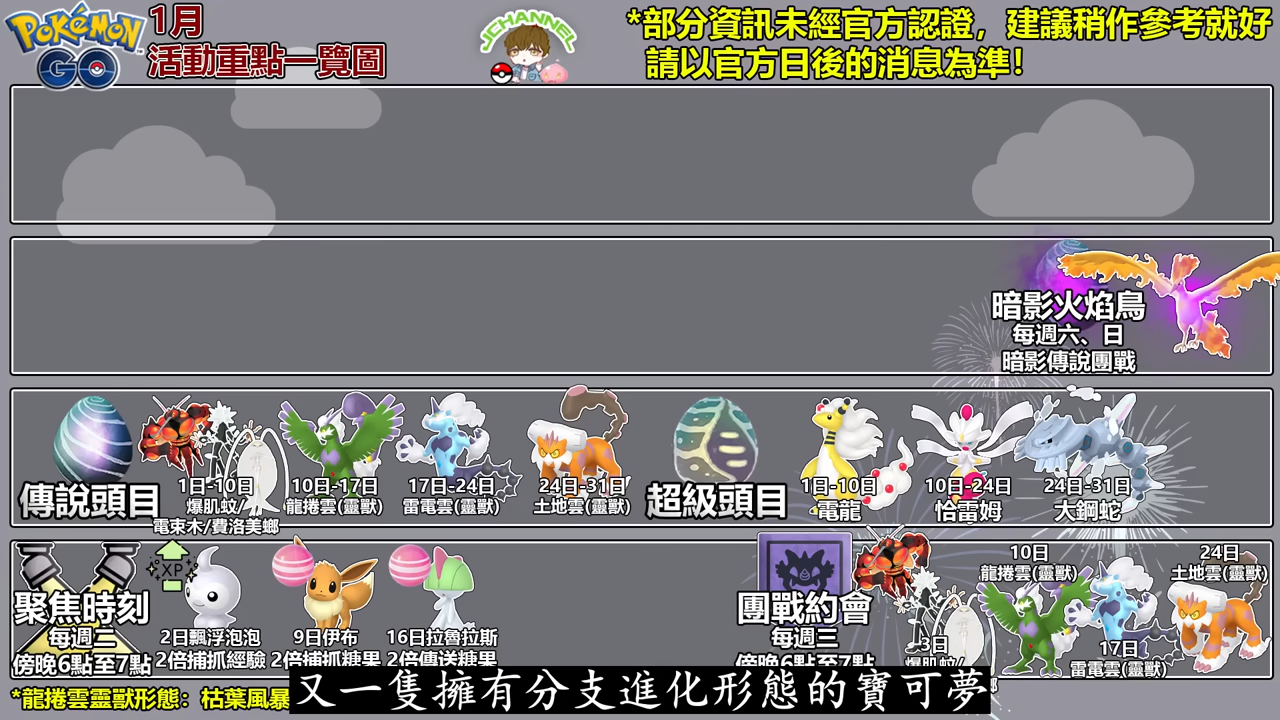 Pokémon GO
1月
活動重點一覽圖
JCHANNEL
*部分資訊未經官方認證，建議稍作參考就好
請以官方日後的消息為準！
暗影火焰鳥
每週六、日
暗影傳說團戰
傳說頭目
1日-10日
爆肌蚊/
電束木/費洛美螂
10日-17日
龍捲雲(靈獸)
17日-24日
雷電雲(靈獸)
24日-31日
土地雲(靈獸)
超級頭目
1日-10日
電龍
10日-24日
恰雷姆
24日-31日
大鋼蛇
聚焦時刻
每週二
傍晚6點至7點
XP
2日飄浮泡泡
2倍捕抓經驗
9日伊布
2倍捕抓糖果
16日拉魯拉斯
2倍傳送糖果
團戰約會
每週三
傍晚6點至7點
3日
爆肌蚊/
10日
龍捲雲(靈獸)
17日
雷電雲(靈獸)
24日
土地雲(靈獸)
*龍捲雲靈獸形態：枯葉風暴
又一隻擁有分支進化形態的寶可夢